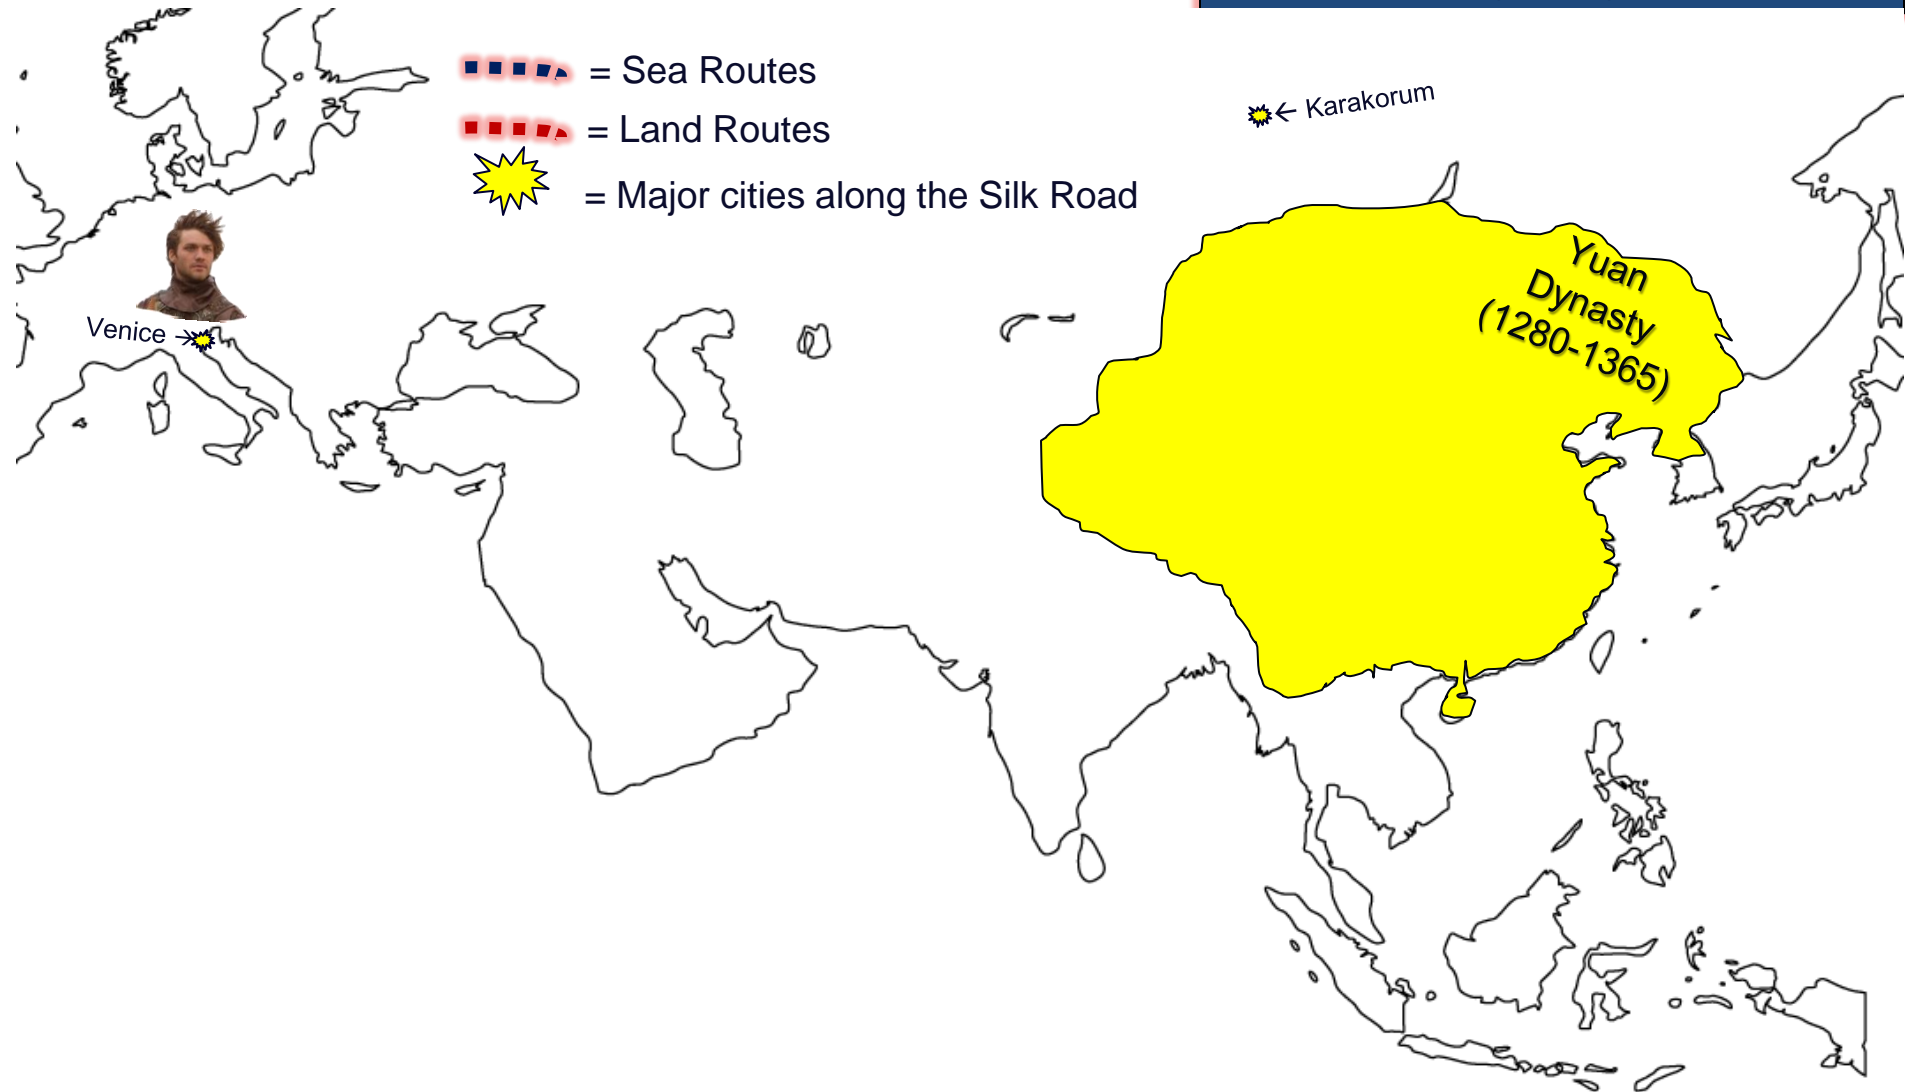 = Sea Routes
= Land Routes
= Major cities along the Silk Road
← Karakorum
Yuan
Dynasty
(1280-1365)
Venice →